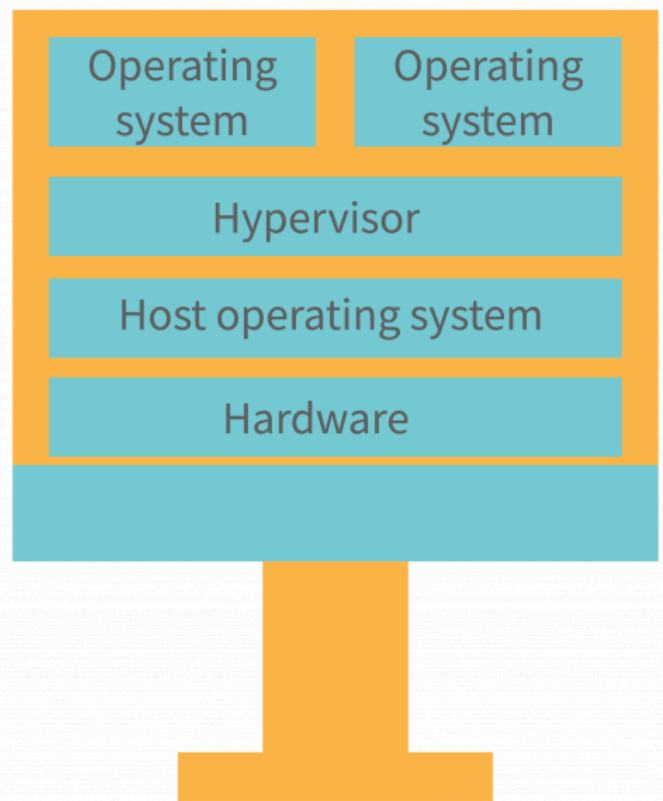 Operating
system
Operating
system
Hypervisor
Host operating system
Hardware